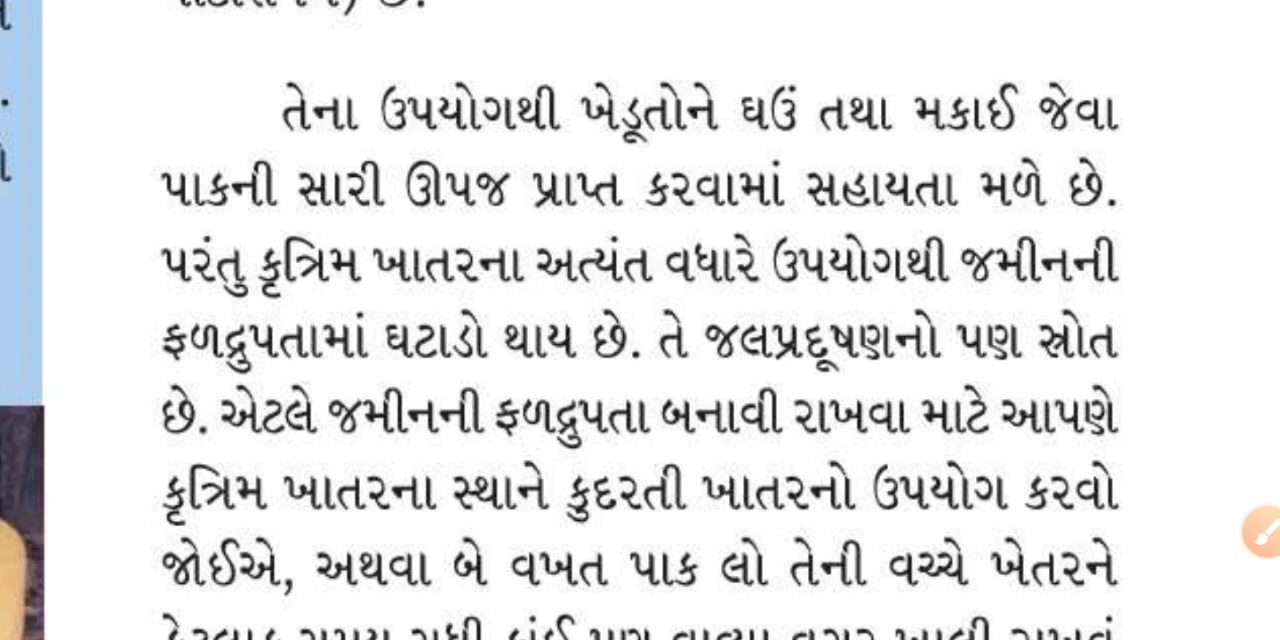 તેના ઉપયોગથી ખેડૂતોને ઘઉં તથા મકાઈ જેવા
પાકની સારી ઊપજ પ્રાપ્ત કરવામાં સહાયતા મળે છે.
પરંતુ કૃત્રિમ ખાતરના અત્યંત વધારે ઉપયોગથી જમીનની
ફળદ્રુપતામાં ઘટાડો થાય છે. તે જલપ્રદૂષણનો પણ સ્રોત
છે. એટલે જમીનની ફળદ્રુપતા બનાવી રાખવા માટે આપણે
કૃત્રિમ ખાતરના સ્થાને કુદરતી ખાતરનો ઉપયોગ કરવો
જોઈએ, અથવા બે વખત પાક લો તેની વચ્ચે ખેતરને